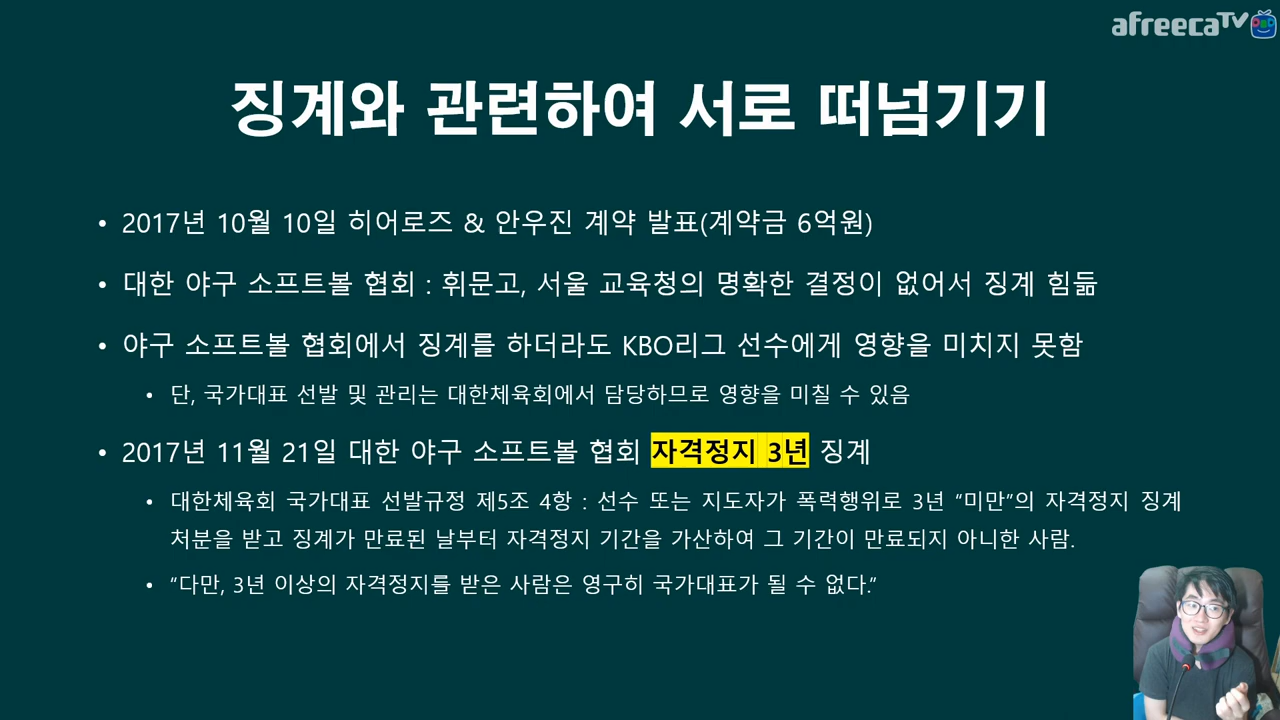 afreecaTV
징계와 관련하여 서로 떠넘기기
• 2017년 10월 10일 히어로즈 & 안우진 계약 발표(계약금 6억원)
• 대한 야구 소프트볼 협회 : 휘문고, 서울 교육청의 명확한 결정이 없어서 징계 힘듦
• 야구 소프트볼 협회에서 징계를 하더라도 KBO리그 선수에게 영향을 미치지 못함
• 단, 국가대표 선발 및 관리는 대한체육회에서 담당하므로 영향을 미칠 수 있음
• 2017년 11월 21일 대한 야구 소프트볼 협회 자격정지 3년 징계
• 대한체육회 국가대표 선발규정 제5조 4항 : 선수 또는 지도자가 폭력행위로 3년 “미만”의 자격정지 징계
처분을 받고 징계가 만료된 날부터 자격정지 기간을 가산하여 그 기간이 만료되지 아니한 사람.
• “다만, 3년 이상의 자격정지를 받은 사람은 영구히 국가대표가 될 수 없다.“